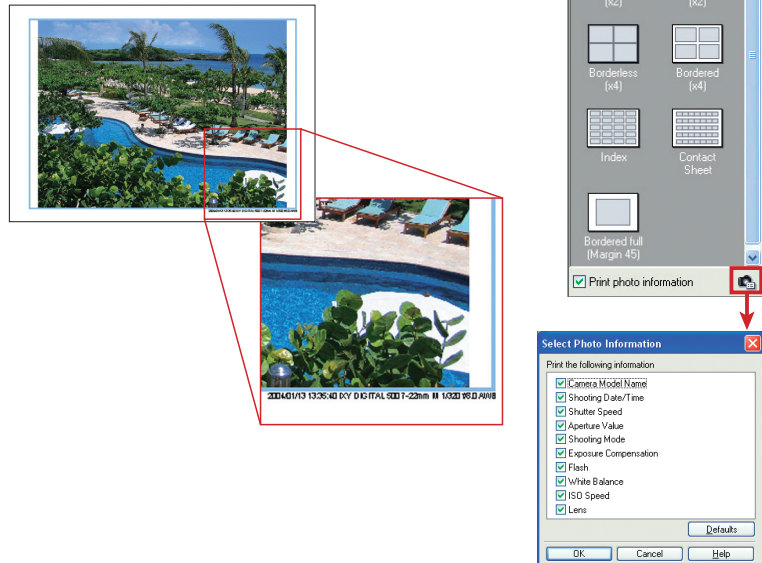 (x2) (x2)
Borderless Bordered
(x4) (x4)
Index Contact
Sheet
Bordered full
(Margin 45)
Print photo information
2004/01/13 13:35:40 IXY DIGITAL 500 7-22mm M 1/320 f/8.0 AWB
Select Photo Information
Print the following information
Camera Model Name
Shooting Date/Time
Shutter Speed
Aperture Value
Shooting Mode
Exposure Compensation
Flash
White Balance
ISO Speed
Lens
Defaults
OK Cancel Help